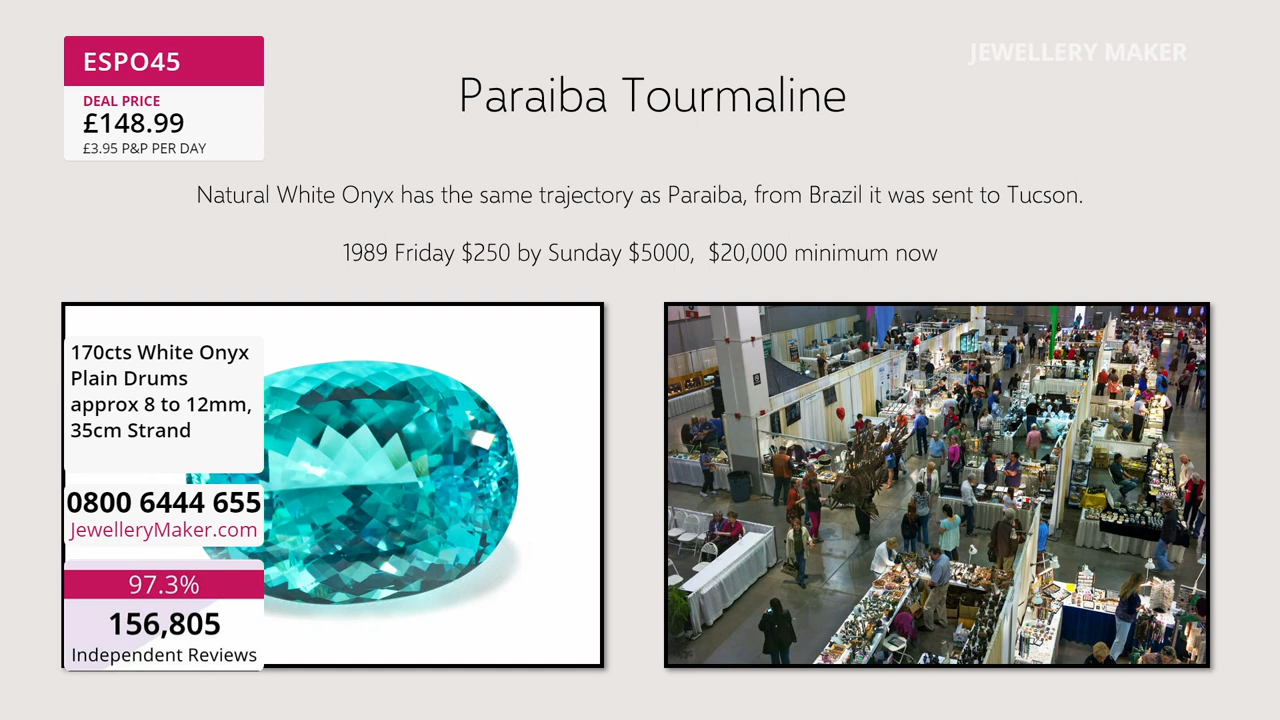 ESPO45
DEAL PRICE
£148.99
£3.95 P&P PER DAY
JEWELLERY MAKER
Paraiba Tourmaline
Natural White Onyx has the same trajectory as Paraiba, from Brazil it was sent to Tucson.
1989 Friday $250 by Sunday $5000, $20,000 minimum now
170cts White Onyx
Plain Drums
approx 8 to 12mm,
35cm Strand
0800 6444 655
JewelleryMaker.com
97.3%
156,805
Independent Reviews